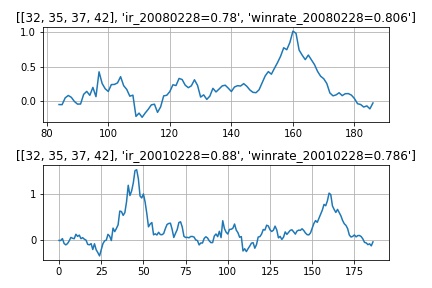 [[32, 35, 37, 42], 'ir_20080228=0.78', 'winrate_20080228=0.806']
1.0
0.5
0.0
80 100 120 140 160 180
[[32, 35, 37, 42], 'ir_20010228=0.88', 'winrate_20010228=0.786']
1
0
0 25 50 75 100 125 150 175